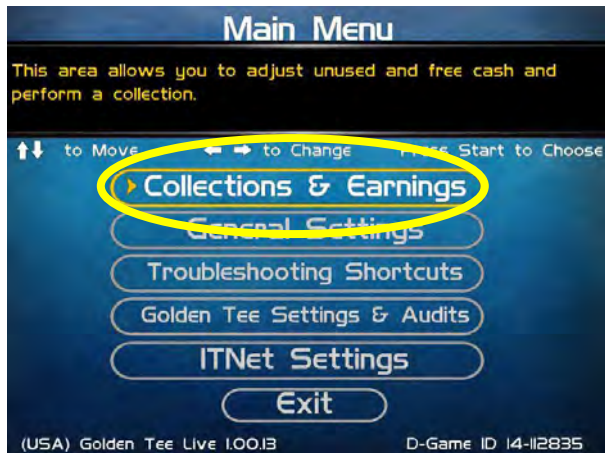 Main Menu
This area allows you to adjust unused and free cash and
perform a collection.
to Move to Change Press Start to Choose
Collections & Earnings
General Settings
Troubleshooting Shortcuts
Golden Tee Settings & Audits
ITNet Settings
Exit
(USA) Golden Tee Live 1.00.13 D-Game ID 14-112835